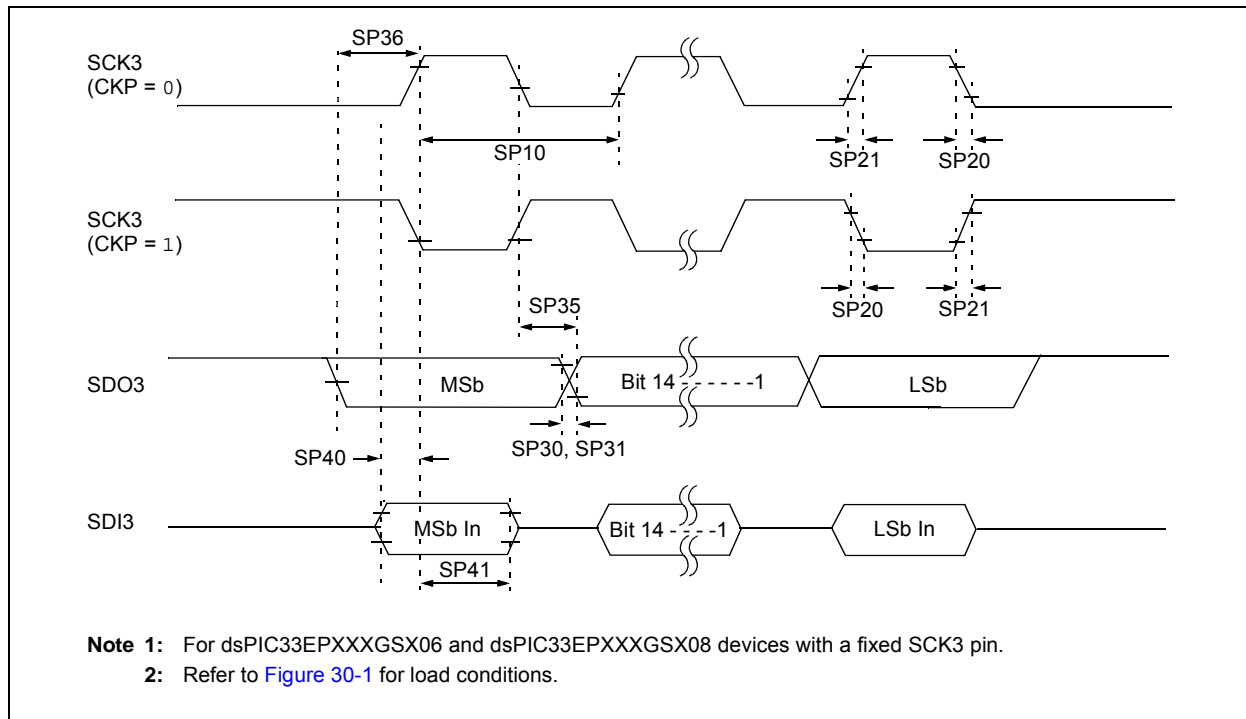 SP36
SCK3
(CKP = 0)
SP10
SP21
SP20
SCK3
(CKP = 1)
SP35
SP20
SP21
SDO3
MSb
Bit 14 - - - - - -1
LSb
SP40
SP30, SP31
SDI3
MSb In
Bit 14 - - - - -1
LSb In
SP41
Note 1: For dsPIC33EPXXXGSX06 and dsPIC33EPXXXGSX08 devices with a fixed SCK3 pin.
2: Refer to Figure 30-1 for load conditions.